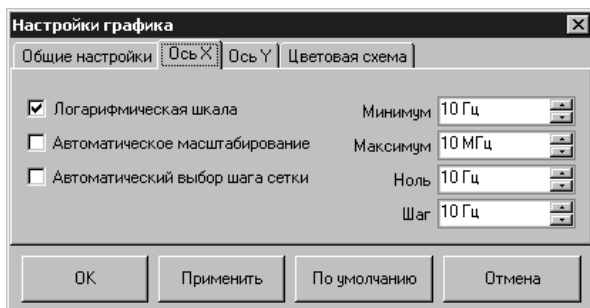 Настройки графика
Общие настройки Ось X Ось Y Цветовая схема
Логарифмическая шкала Минимум 10 Гц
Автоматическое масштабирование Максимум 10 МГц
Автоматический выбор шага сетки Ноль 10 Гц
Шаг 10 Гц
OK Применить По умолчанию Отмена